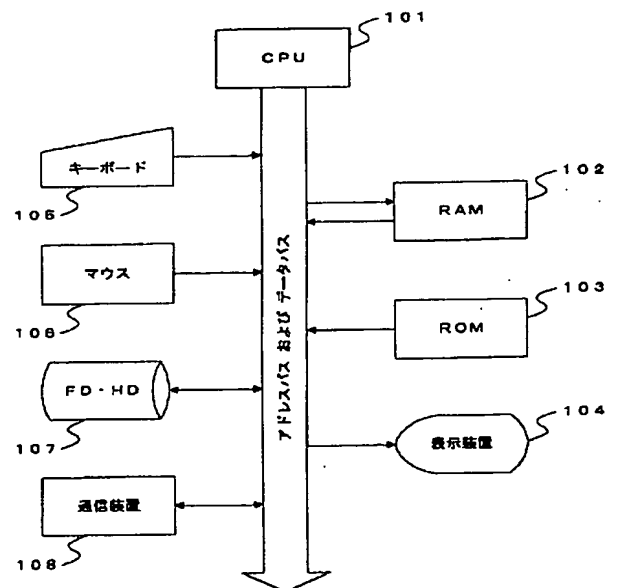 101
CPU
キーボード
105
102
RAM
マウス
106
103
ROM
アドレスバス および データバス
FD・HD
107
104
表示装置
通信装置
108